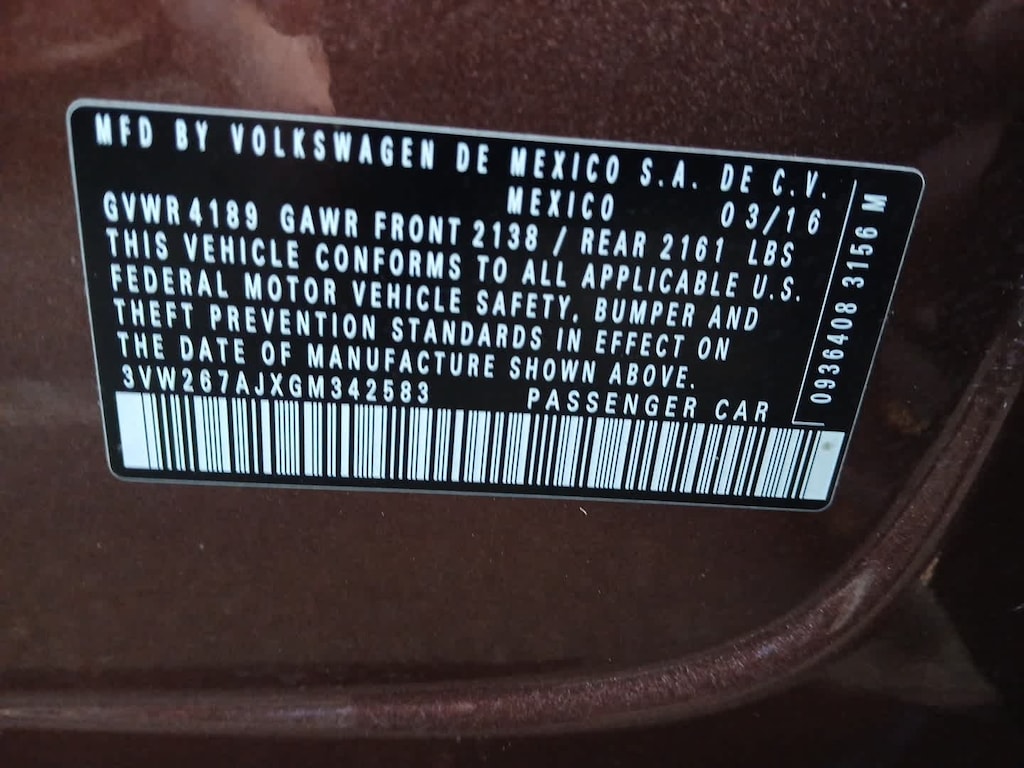 MFD BY VOLKSWAGEN DE MEXICO S.A. DE C.V.
MEXICO 03/16
GVWR 4189 GAWR FRONT 2138 / REAR 2161 LBS
THIS VEHICLE CONFORMS TO ALL APPLICABLE U.S.
FEDERAL MOTOR VEHICLE SAFETY, BUMPER AND
THEFT PREVENTION STANDARDS IN EFFECT ON
THE DATE OF MANUFACTURE SHOWN ABOVE.
3VW267AJXGM342583 PASSENGER CAR
0936408 3156 M